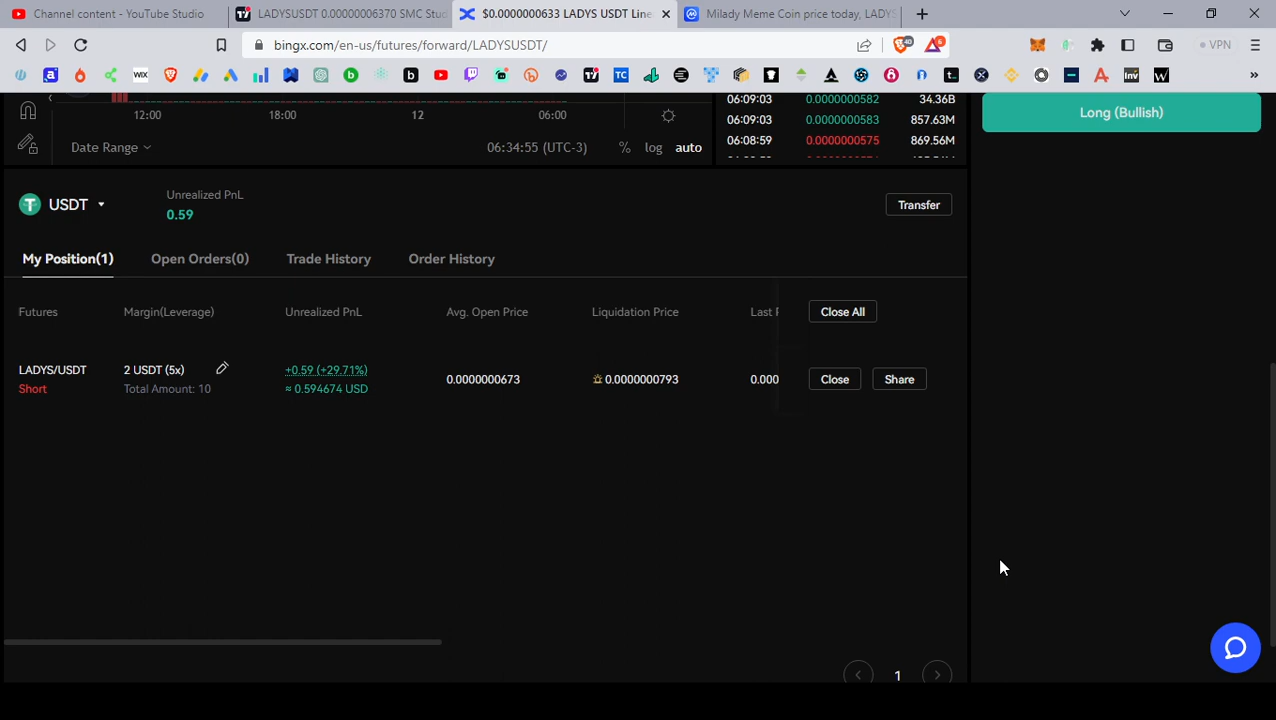 Channel content - YouTube Studio
LADYSUSDT 0.0000000006370 SMC Stud
$0.0000000633 LADYS USDT Line
Milady Meme Coin price today, LADYS
bingx.com/en-us/futures/forward/LADYSUSDT/
VPN
12:00 18:00 12 06:00
Date Range
06:34:55 (UTC-3) % log auto
06:09:03 0.0000000582 34.36B
06:09:03 0.0000000583 857.63M
06:08:59 0.0000000575 869.56M
Long (Bullish)
USDT
Unrealized PnL
0.59
Transfer
My Position(1) Open Orders(0) Trade History Order History
Futures Margin(Leverage) Unrealized PnL Avg. Open Price Liquidation Price Last F Close All
LADYS/USDT 2 USDT (5x) +0.59 (+29.71%)
0.0000000673 0.0000000793 0.000 Close Share
Short Total Amount: 10 ≈ 0.594674 USD
1